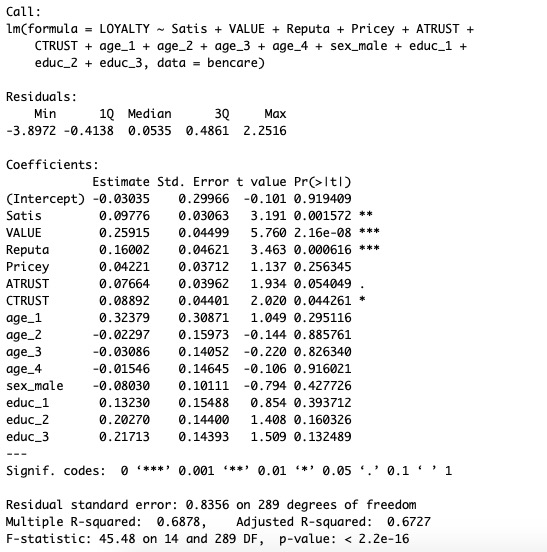 Call:
lm(formula = LOYALTY ~ Satis + VALUE + Reputa + Pricey + ATRUST +
    CTRUST + age_1 + age_2 + age_3 + age_4 + sex_male + educ_1 +
    educ_2 + educ_3, data = bencare)

Residuals:
    Min      1Q  Median      3Q     Max
-3.8972 -0.4138  0.0535  0.4861  2.2516

Coefficients:
            Estimate Std. Error t value Pr(>|t|)
(Intercept) -0.03035    0.29966  -0.101 0.919409
Satis        0.09776    0.03063   3.191 0.001572 **
VALUE        0.25915    0.04499   5.760 2.16e-08 ***
Reputa       0.16002    0.04621   3.463 0.000616 ***
Pricey       0.04221    0.03712   1.137 0.256345
ATRUST       0.07664    0.03962   1.934 0.054049 .
CTRUST       0.08892    0.04401   2.020 0.044261 *
age_1        0.32379    0.30871   1.049 0.295116
age_2       -0.02297    0.15973  -0.144 0.885761
age_3       -0.03086    0.14052  -0.220 0.826340
age_4       -0.01546    0.14645  -0.106 0.916021
sex_male    -0.08030    0.10111  -0.794 0.427726
educ_1       0.13230    0.15488   0.854 0.393712
educ_2       0.20270    0.14400   1.408 0.160326
educ_3       0.21713    0.14393   1.509 0.132489
---
Signif. codes:  0 ‘***’ 0.001 ‘**’ 0.01 ‘*’ 0.05 ‘.’ 0.1 ‘ ’ 1

Residual standard error: 0.8356 on 289 degrees of freedom
Multiple R-squared:  0.6878,    Adjusted R-squared:  0.6727
F-statistic: 45.48 on 14 and 289 DF,  p-value: < 2.2e-16